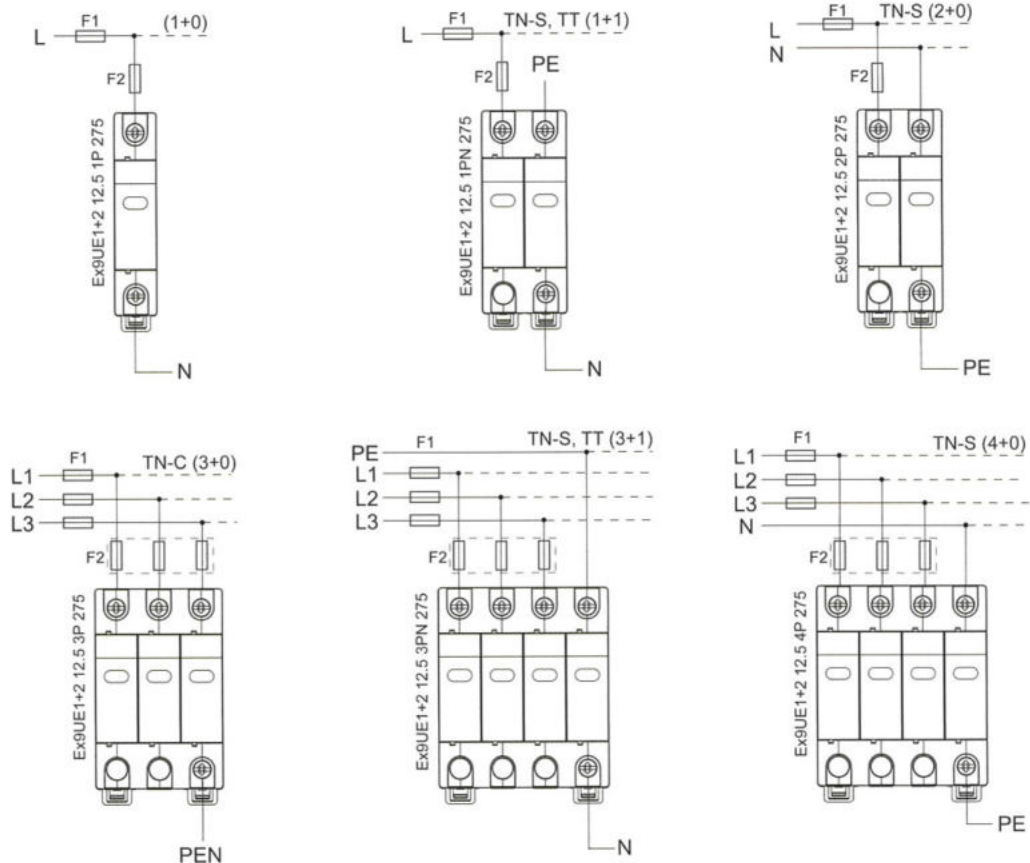 F1
(1+0)
L
F2
Ex9UE1+2 12.5 1P 275
N
TN-S, TT (1+1)
F1
L
PE
F2
Ex9UE1+2 12.5 1PN 275
N
F1
TN-S (2+0)
L
N
F2
Ex9UE1+2 12.5 2P 275
PE
F1
TN-C (3+0)
L1
L2
L3
F2
Ex9UE1+2 12.5 3P 275
PEN
F1
TN-S, TT (3+1)
PE
L1
L2
L3
F2
Ex9UE1+2 12.5 3PN 275
N
F1
TN-S (4+0)
L1
L2
L3
N
F2
Ex9UE1+2 12.5 4P 275
PE